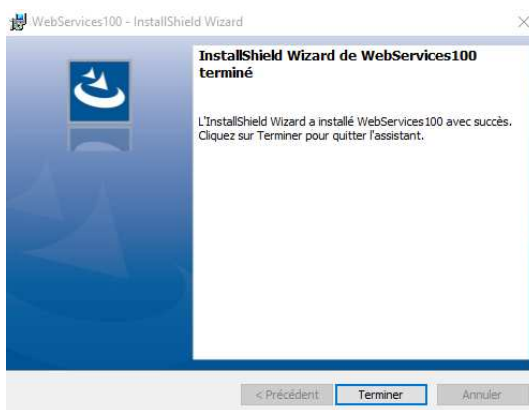 WebServices100 - InstallShield Wizard
InstallShield Wizard de WebServices100
terminé
L'InstallShield Wizard a installé WebServices100 avec succès.
Cliquez sur Terminer pour quitter l'assistant.
< Précédent Terminer Annuler